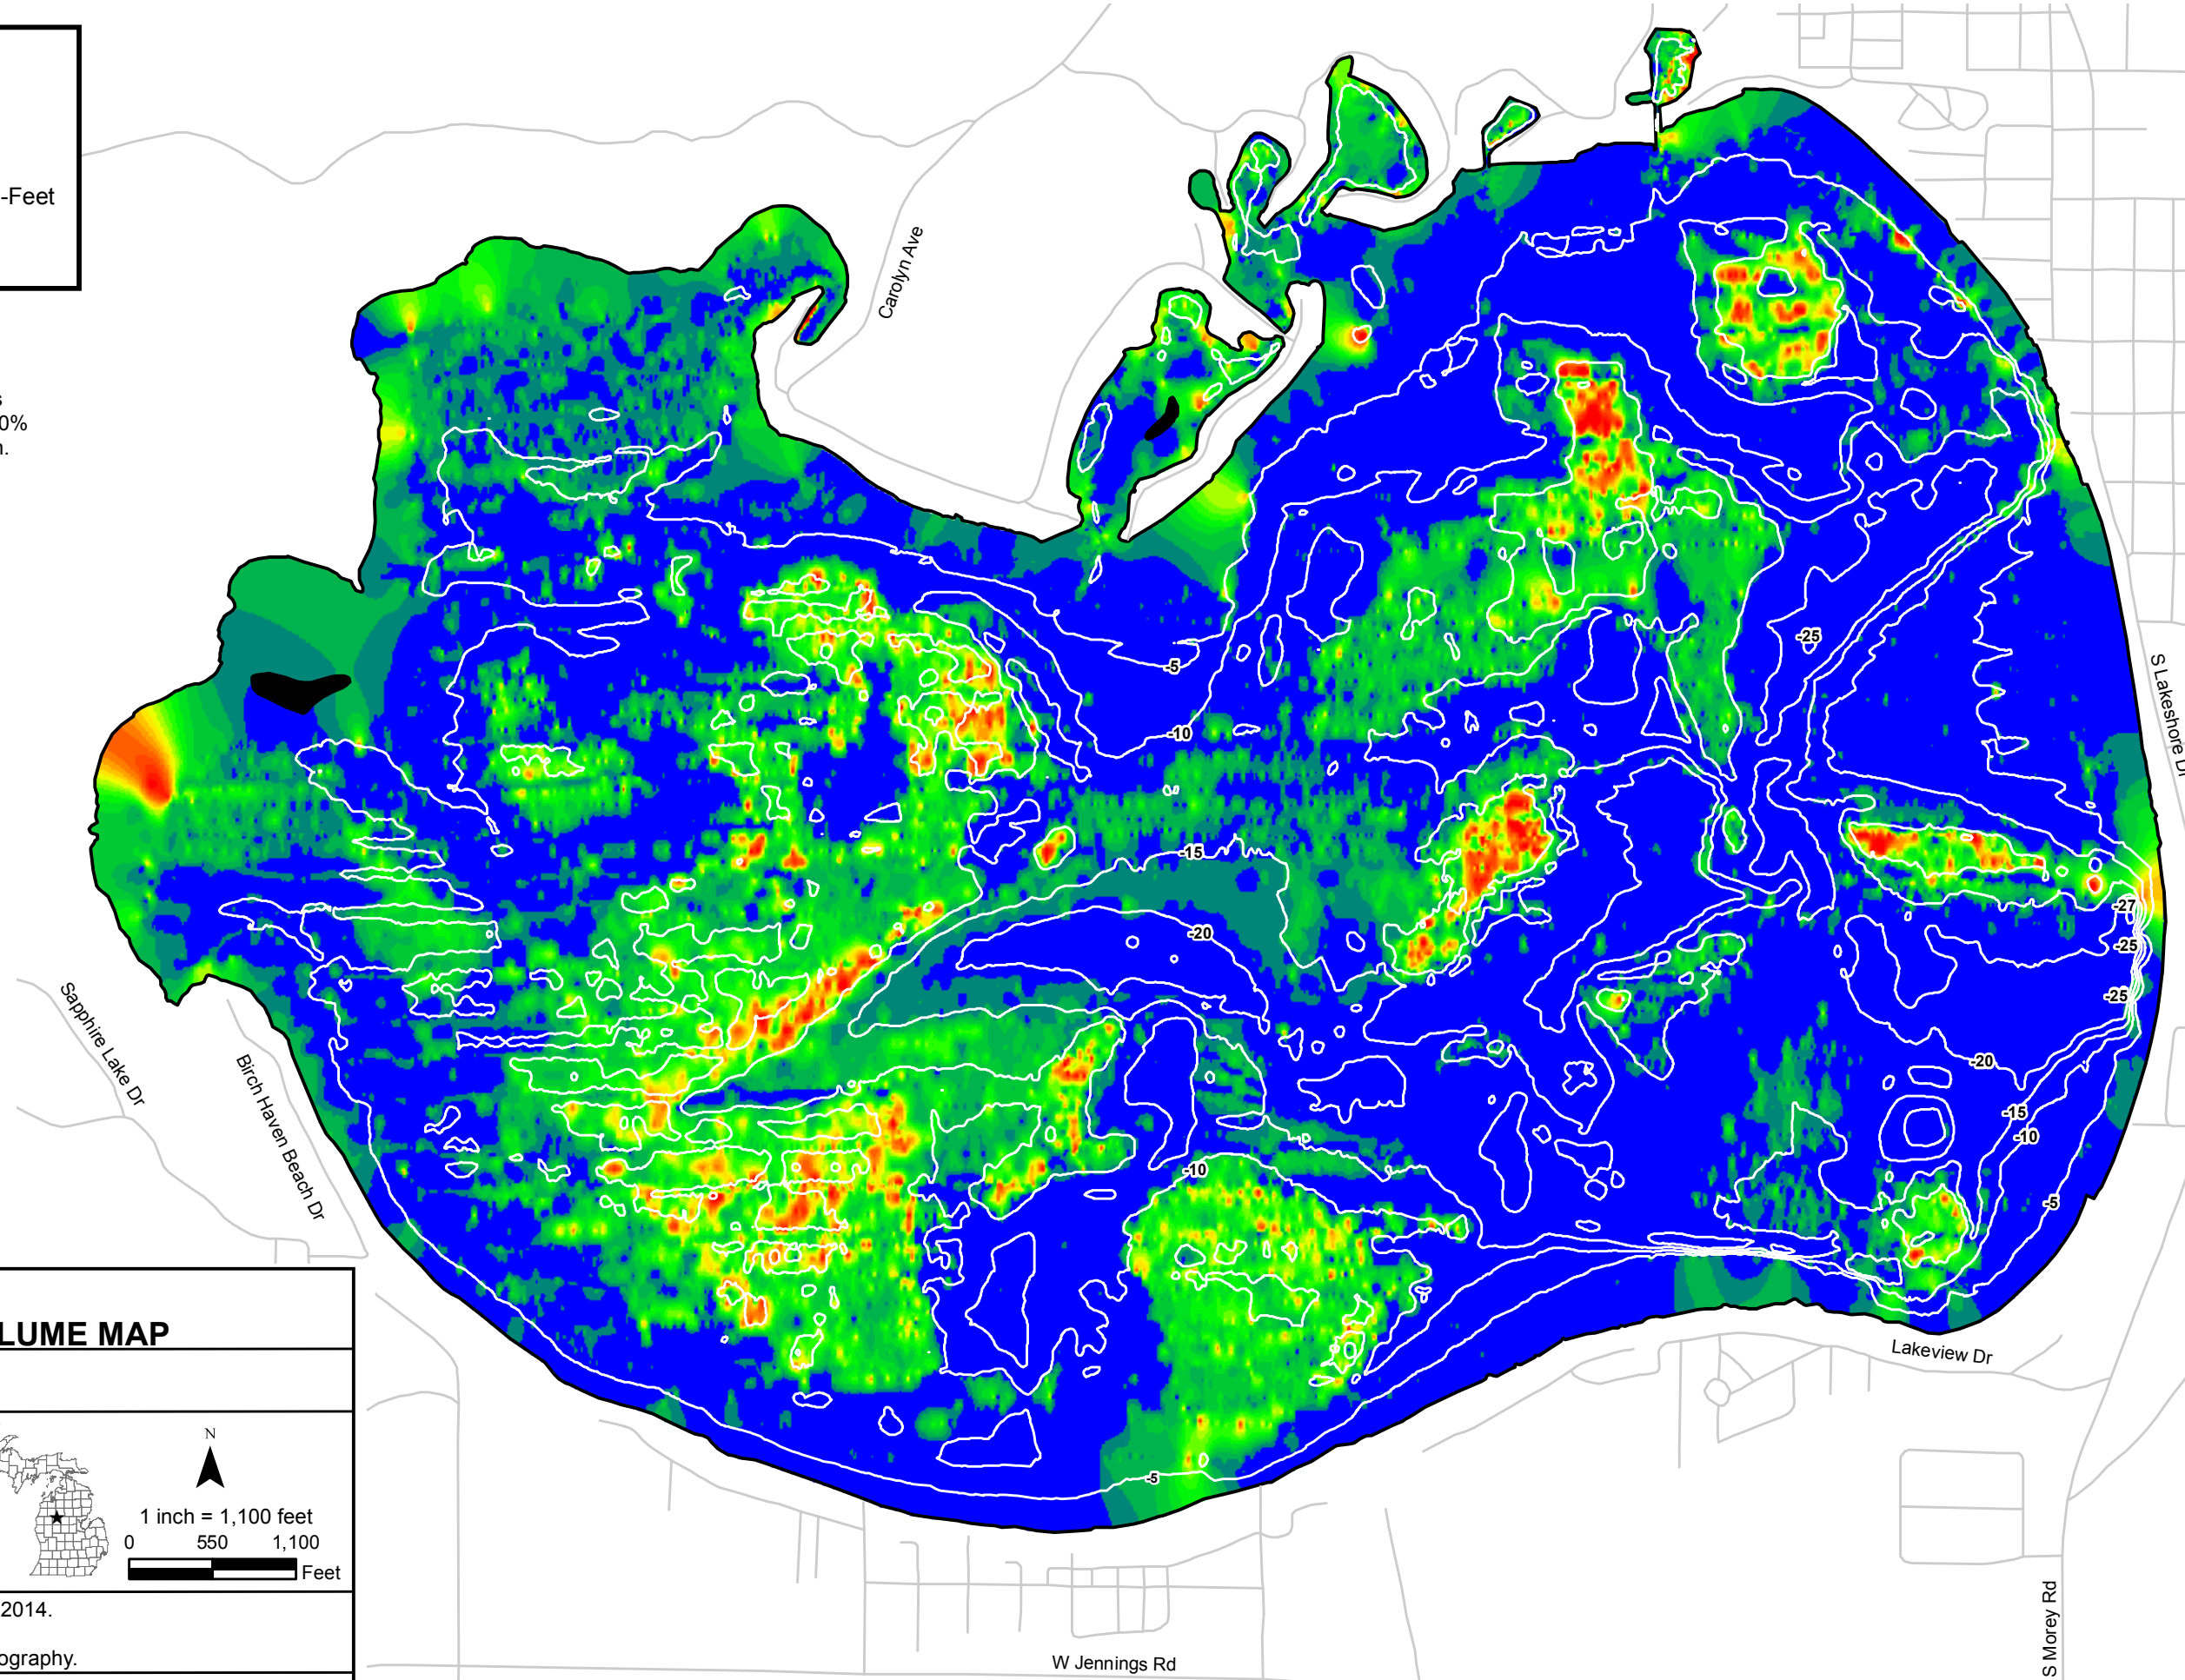 -Feet
s
0%
n.
Carolyn Ave
S Lakeshore Dr
-5
-10
-15
-20
-25
-27
-25
-25
-20
-15
-10
-5
-10
-5
Sapphire Lake Dr
Birch Haven Beach Dr
Lakeview Dr
W Jennings Rd
S Morey Rd
LUME MAP
N
1 inch = 1,100 feet
0 550 1,100
Feet
2014.
ography.